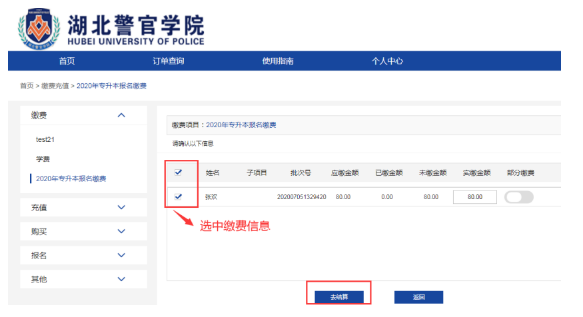 湖北警官学院
HUBEI UNIVERSITY OF POLICE
首页 订单查询 使用指南 个人中心
首页 > 缴费充值 > 2020年专升本报名缴费
缴费
test21
学费
2020年专升本报名缴费
充值
购买
报名
其他
缴费项目：2020年专升本报名缴费
请确认以下信息
姓名 子项目 批次号 应缴金额 已缴金额 未缴金额 实缴金额 部分缴费
202007051329420 80.00 0.00 80.00 80.00
选中缴费信息
去结算 返回